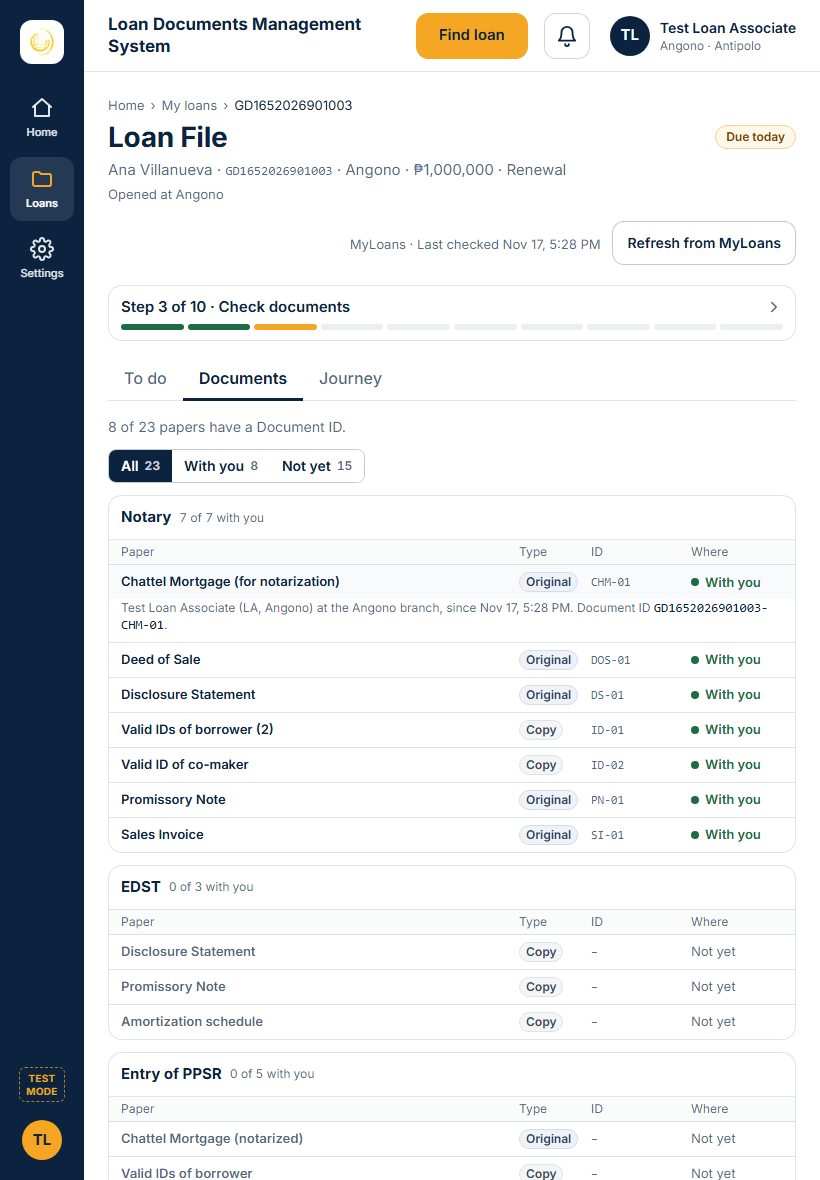 Loan Documents Management
System
Find loan
TL
Test Loan Associate
Angono · Antipolo
Home
Loans
Settings
TEST
MODE
TL
Home › My loans › GD1652026901003
Loan File
Due today
Ana Villanueva · GD1652026901003 · Angono · ₱1,000,000 · Renewal
Opened at Angono
MyLoans · Last checked Nov 17, 5:28 PM
Refresh from MyLoans
Step 3 of 10 · Check documents
To do
Documents
Journey
8 of 23 papers have a Document ID.
All 23
With you 8
Not yet 15
Notary 7 of 7 with you
Paper Type ID Where
Chattel Mortgage (for notarization) Original CHM-01 With you
Test Loan Associate (LA, Angono) at the Angono branch, since Nov 17, 5:28 PM. Document ID GD1652026901003-
CHM-01.
Deed of Sale Original DOS-01 With you
Disclosure Statement Original DS-01 With you
Valid IDs of borrower (2) Copy ID-01 With you
Valid ID of co-maker Copy ID-02 With you
Promissory Note Original PN-01 With you
Sales Invoice Original SI-01 With you
EDST 0 of 3 with you
Paper Type ID Where
Disclosure Statement Copy – Not yet
Promissory Note Copy – Not yet
Amortization schedule Copy – Not yet
Entry of PPSR 0 of 5 with you
Paper Type ID Where
Chattel Mortgage (notarized) Original – Not yet
Valid IDs of borrower Copy – Not yet